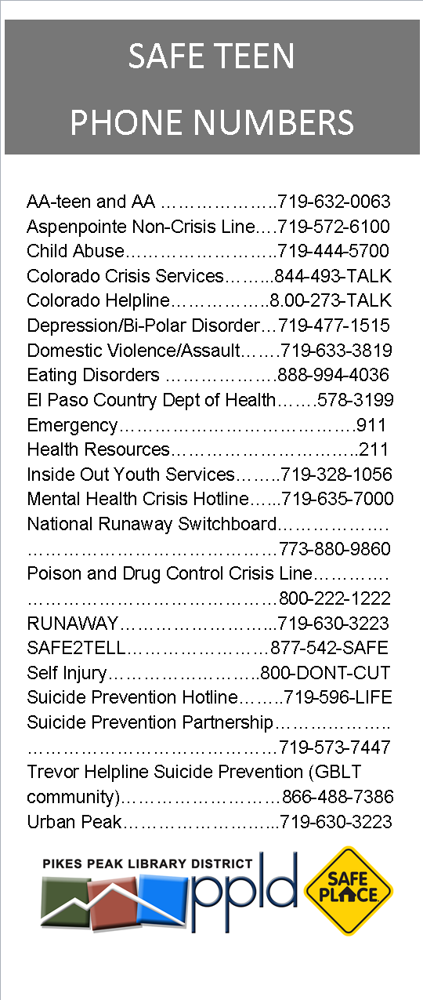 SAFE TEEN
PHONE NUMBERS
AA-teen and AA ………………..719-632-0063
Aspenpointe Non-Crisis Line….719-572-6100
Child Abuse……………………..719-444-5700
Colorado Crisis Services……...844-493-TALK
Colorado Helpline……………..8.00-273-TALK
Depression/Bi-Polar Disorder…719-477-1515
Domestic Violence/Assault…….719-633-3819
Eating Disorders ……………….888-994-4036
El Paso Country Dept of Health…….578-3199
Emergency………………………………….911
Health Resources…………………………..211
Inside Out Youth Services……..719-328-1056
Mental Health Crisis Hotline…...719-635-7000
National Runaway Switchboard……………….
……………………………………773-880-9860
Poison and Drug Control Crisis Line………….
……………………………………800-222-1222
RUNAWAY……………………...719-630-3223
SAFE2TELL……………………877-542-SAFE
Self Injury……………………..800-DONT-CUT
Suicide Prevention Hotline……..719-596-LIFE
Suicide Prevention Partnership………………..
……………………………………719-573-7447
Trevor Helpline Suicide Prevention (GBLT
community)………………………866-488-7386
Urban Peak……………………...719-630-3223
PIKES PEAK LIBRARY DISTRICT
ppld
SAFE
PLACE